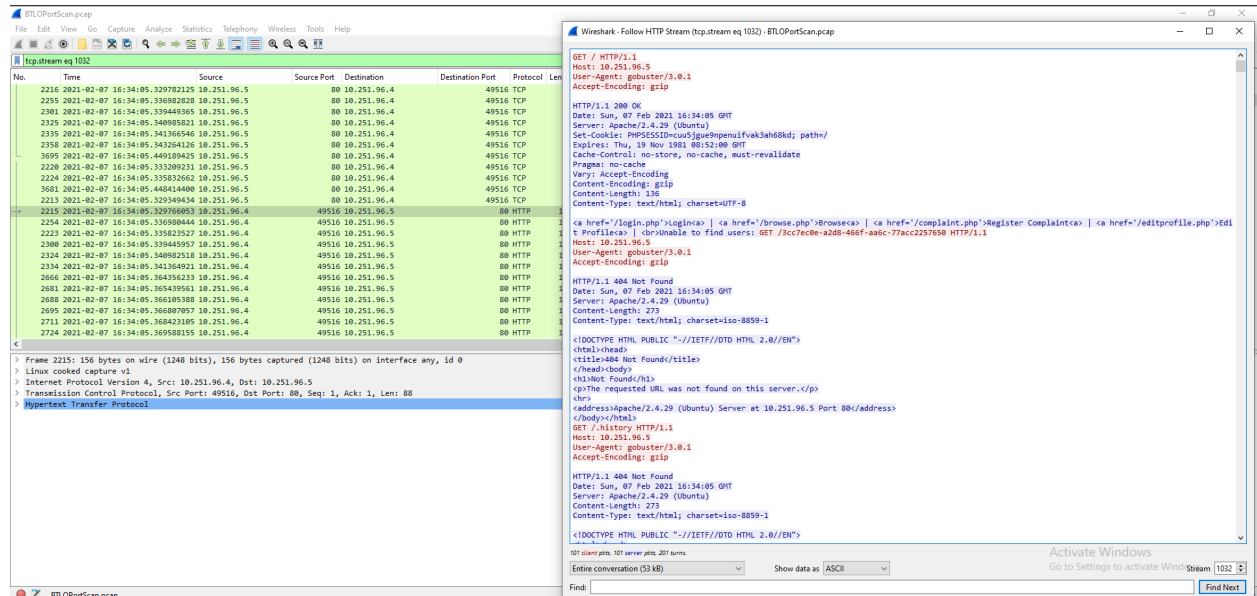 BTLOPortScan.pcap
File Edit View Go Capture Analyze Statistics Telephony Wireless Tools Help
tcp.stream eq 1032
No. Time Source Source Port Destination Destination Port Protocol Len
2216 2021-02-07 16:34:05.329782125 10.251.96.5 80 10.251.96.4 49516 TCP
2255 2021-02-07 16:34:05.336982828 10.251.96.5 80 10.251.96.4 49516 TCP
2301 2021-02-07 16:34:05.339449365 10.251.96.5 80 10.251.96.4 49516 TCP
2325 2021-02-07 16:34:05.340985821 10.251.96.5 80 10.251.96.4 49516 TCP
2335 2021-02-07 16:34:05.341366546 10.251.96.5 80 10.251.96.4 49516 TCP
2358 2021-02-07 16:34:05.343264126 10.251.96.5 80 10.251.96.4 49516 TCP
3695 2021-02-07 16:34:05.449189425 10.251.96.5 80 10.251.96.4 49516 TCP
2220 2021-02-07 16:34:05.333209231 10.251.96.5 80 10.251.96.4 49516 TCP
2224 2021-02-07 16:34:05.335832662 10.251.96.5 80 10.251.96.4 49516 TCP
3681 2021-02-07 16:34:05.448414400 10.251.96.5 80 10.251.96.4 49516 TCP
2213 2021-02-07 16:34:05.329349434 10.251.96.5 80 10.251.96.4 49516 TCP
2215 2021-02-07 16:34:05.329766053 10.251.96.4 49516 10.251.96.5 80 HTTP 1
2254 2021-02-07 16:34:05.336980444 10.251.96.4 49516 10.251.96.5 80 HTTP 1
2223 2021-02-07 16:34:05.335823527 10.251.96.4 49516 10.251.96.5 80 HTTP 1
2300 2021-02-07 16:34:05.339445957 10.251.96.4 49516 10.251.96.5 80 HTTP 1
2324 2021-02-07 16:34:05.340982518 10.251.96.4 49516 10.251.96.5 80 HTTP 1
2334 2021-02-07 16:34:05.341364921 10.251.96.4 49516 10.251.96.5 80 HTTP 1
2666 2021-02-07 16:34:05.364356233 10.251.96.4 49516 10.251.96.5 80 HTTP 1
2681 2021-02-07 16:34:05.365439561 10.251.96.4 49516 10.251.96.5 80 HTTP 1
2688 2021-02-07 16:34:05.366105388 10.251.96.4 49516 10.251.96.5 80 HTTP 1
2695 2021-02-07 16:34:05.366807057 10.251.96.4 49516 10.251.96.5 80 HTTP 1
2711 2021-02-07 16:34:05.368423105 10.251.96.4 49516 10.251.96.5 80 HTTP 1
2724 2021-02-07 16:34:05.369588155 10.251.96.4 49516 10.251.96.5 80 HTTP 1
> Frame 2215: 156 bytes on wire (1248 bits), 156 bytes captured (1248 bits) on interface any, id 0
> Linux cooked capture v1
> Internet Protocol Version 4, Src: 10.251.96.4, Dst: 10.251.96.5
> Transmission Control Protocol, Src Port: 49516, Dst Port: 80, Seq: 1, Ack: 1, Len: 88
> Hypertext Transfer Protocol
BTLOPortScan.pcap
Wireshark - Follow HTTP Stream (tcp.stream eq 1032) - BTLOPortScan.pcap
GET / HTTP/1.1
Host: 10.251.96.5
User-Agent: gobuster/3.0.1
Accept-Encoding: gzip
HTTP/1.1 200 OK
Date: Sun, 07 Feb 2021 16:34:05 GMT
Server: Apache/2.4.29 (Ubuntu)
Set-Cookie: PHPSESSID=cuu5jgue9npenuifvak3ah68kd; path=/
Expires: Thu, 19 Nov 1981 08:52:00 GMT
Cache-Control: no-store, no-cache, must-revalidate
Pragma: no-cache
Vary: Accept-Encoding
Content-Encoding: gzip
Content-Length: 136
Content-Type: text/html; charset=UTF-8
<a href='/login.php'>Login<a> | <a href='/browse.php'>Browse<a> | <a href='/complaint.php'>Register Complaint<a> | <a href='/editprofile.php'>Edi
t Profile<a> | <br>Unable to find users: GET /3cc7ec0e-a2d8-466f-aa6c-77acc2257650 HTTP/1.1
Host: 10.251.96.5
User-Agent: gobuster/3.0.1
Accept-Encoding: gzip
HTTP/1.1 404 Not Found
Date: Sun, 07 Feb 2021 16:34:05 GMT
Server: Apache/2.4.29 (Ubuntu)
Content-Length: 273
Content-Type: text/html; charset=iso-8859-1
<!DOCTYPE HTML PUBLIC "-//IETF//DTD HTML 2.0//EN">
<html><head>
<title>404 Not Found</title>
</head><body>
<h1>Not Found</h1>
<p>The requested URL was not found on this server.</p>
<hr>
<address>Apache/2.4.29 (Ubuntu) Server at 10.251.96.5 Port 80</address>
</body></html>
GET /.history HTTP/1.1
Host: 10.251.96.5
User-Agent: gobuster/3.0.1
Accept-Encoding: gzip
HTTP/1.1 404 Not Found
Date: Sun, 07 Feb 2021 16:34:05 GMT
Server: Apache/2.4.29 (Ubuntu)
Content-Length: 273
Content-Type: text/html; charset=iso-8859-1
<!DOCTYPE HTML PUBLIC "-//IETF//DTD HTML 2.0//EN">
101 client pkts, 101 server pkts, 201 turns.
Activate Windows
Entire conversation (53 kB) Show data as ASCII Go to Settings to activate Windows. Stream 1032
Find: Find Next